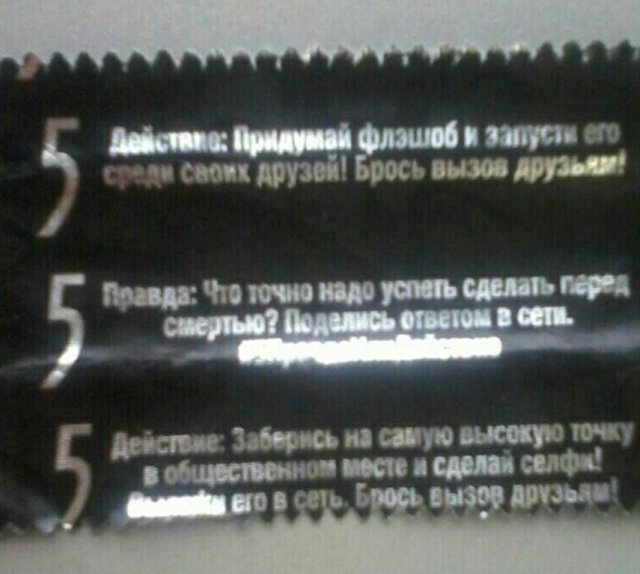 5 Действие: Придумай флэшоб и запусти его
среди своих друзей! Брось вызов друзьям!
5 Правда: Что точно надо успеть сделать перед
смертью? Поделись ответом в сети.
#5ПравдаИлиДействие
5 Действие: Заберись на самую высокую точку
в общественном месте и сделай селфи!
его в сеть. Брось вызов друзьям!